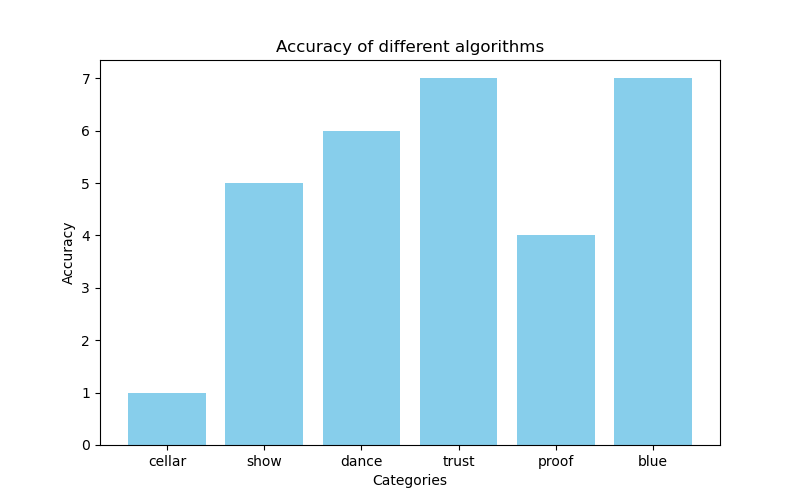 Accuracy of different algorithms
Accuracy
7
6
5
4
3
2
1
0
cellar show dance trust proof blue
Categories